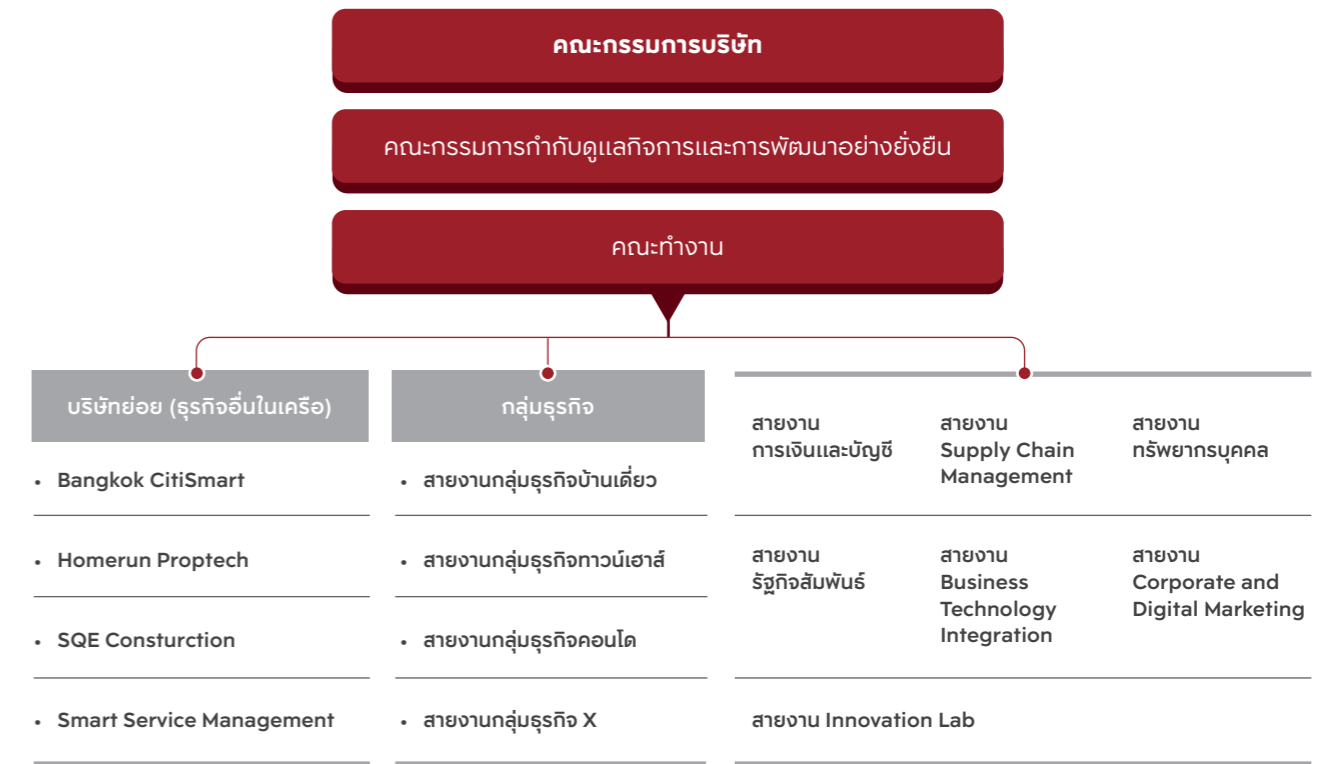 คณะกรรมการบริษัท
คณะกรรมการกำกับดูแลกิจการและการพัฒนาอย่างยั่งยืน
คณะทำงาน
บริษัทย่อย (ธุรกิจอื่นในเครือ)
• Bangkok CitiSmart
• Homerun Proptech
• SQE Consturction
• Smart Service Management
กลุ่มธุรกิจ
• สายงานกลุ่มธุรกิจบ้านเดี่ยว
• สายงานกลุ่มธุรกิจทาวน์เฮาส์
• สายงานกลุ่มธุรกิจคอนโด
• สายงานกลุ่มธุรกิจ X
สายงาน
การเงินและบัญชี
สายงาน
Supply Chain
Management
สายงาน
ทรัพยากรบุคคล
สายงาน
รัฐกิจสัมพันธ์
สายงาน
Business
Technology
Integration
สายงาน
Corporate and
Digital Marketing
สายงาน Innovation Lab